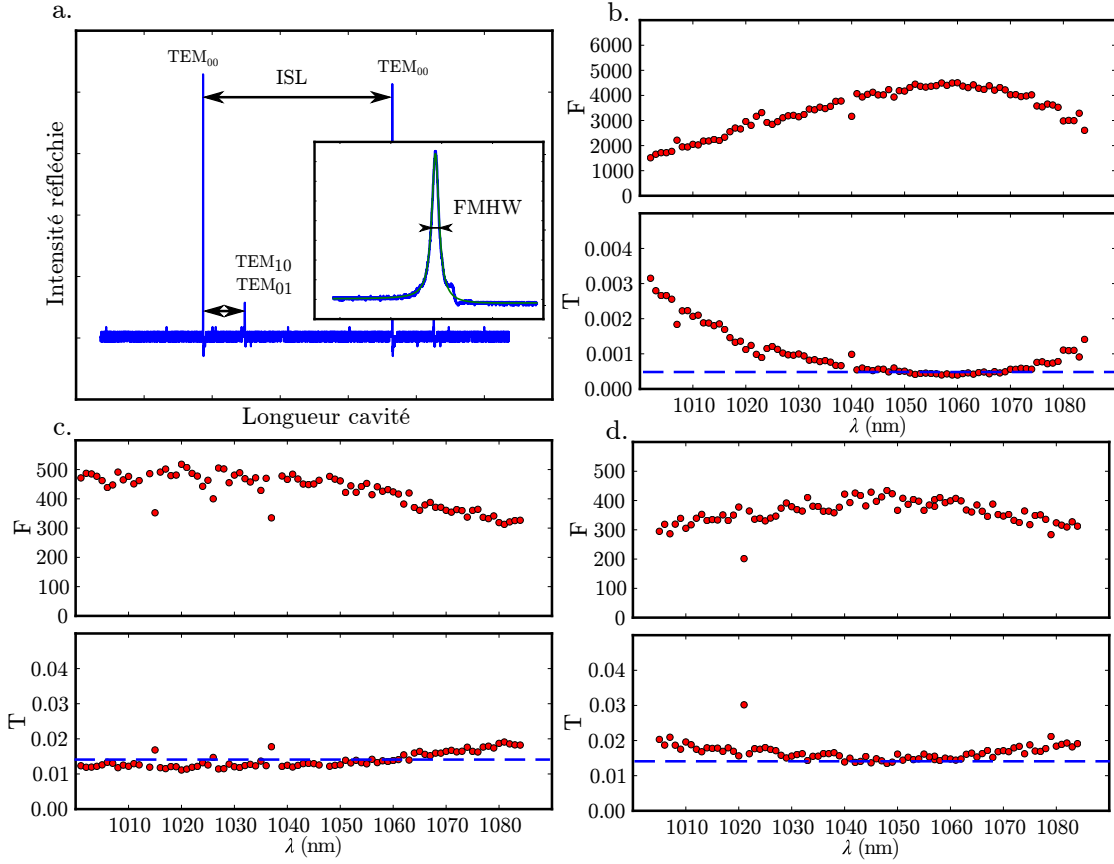 a.
TEM00
ISL
TEM00
FMHW
TEM10
TEM01
Intensité réfléchie
Longueur cavité
b.
6000
5000
4000
3000
2000
1000
0
F
0.004
0.003
0.002
0.001
0.000
T
1010 1020 1030 1040 1050 1060 1070 1080
λ (nm)
c.
500
400
300
200
100
0
F
0.04
0.03
0.02
0.01
0.00
T
1010 1020 1030 1040 1050 1060 1070 1080
λ (nm)
d.
500
400
300
200
100
0
F
0.04
0.03
0.02
0.01
0.00
T
1010 1020 1030 1040 1050 1060 1070 1080
λ (nm)